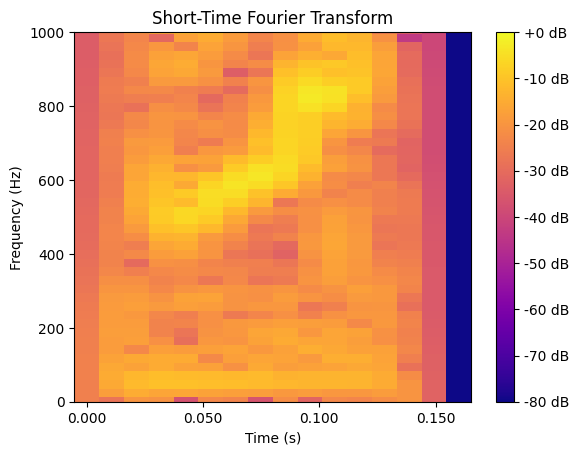 Short-Time Fourier Transform
1000
800
600
400
200
0
Frequency (Hz)
0.000
0.050
0.100
0.150
Time (s)
+0 dB
-10 dB
-20 dB
-30 dB
-40 dB
-50 dB
-60 dB
-70 dB
-80 dB